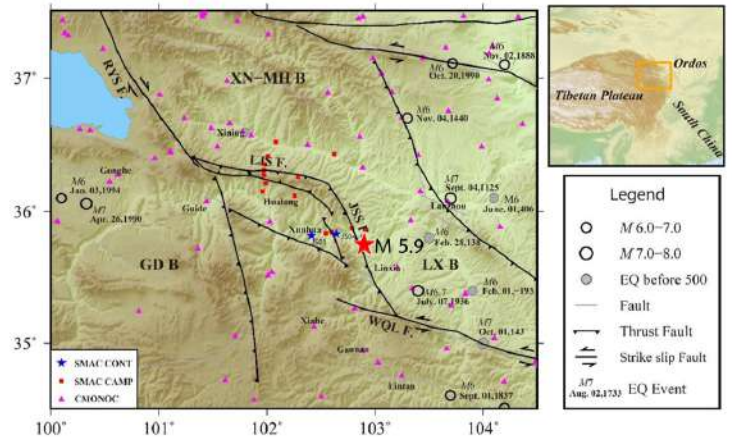 37°
36°
35°
100°
101°
102°
103°
104°
RYS F.
XN-MH B
M6
Nov. 02,1888
M6
Oct. 20,1990
M6
Nov. 04,1440
Xining
LJS F.
M7
Sept. 04,1125
M6
June. 01,406
Lanzhou
Gonghe
M6
Jan. 03,1994
M7
Apr. 26,1990
Guide
Hualong
JSS F.
Xunhua
M 5.9
M6
Feb. 28,138
GD B
Linxia
LX B
M6.7
July. 07,1936
M6
Feb. 01,-193
WQL F.
M7
Oct. 01,143
Xiahe
Lintan
M6
Sept. 01,1837
SMAC CONT
SMAC CAMP
CMONOC
Ordos
Tibetan Plateau
South China
Legend
M 6.0-7.0
M 7.0-8.0
EQ before 500
Fault
Thrust Fault
Strike slip Fault
M7
Aug. 02,1733
EQ Event